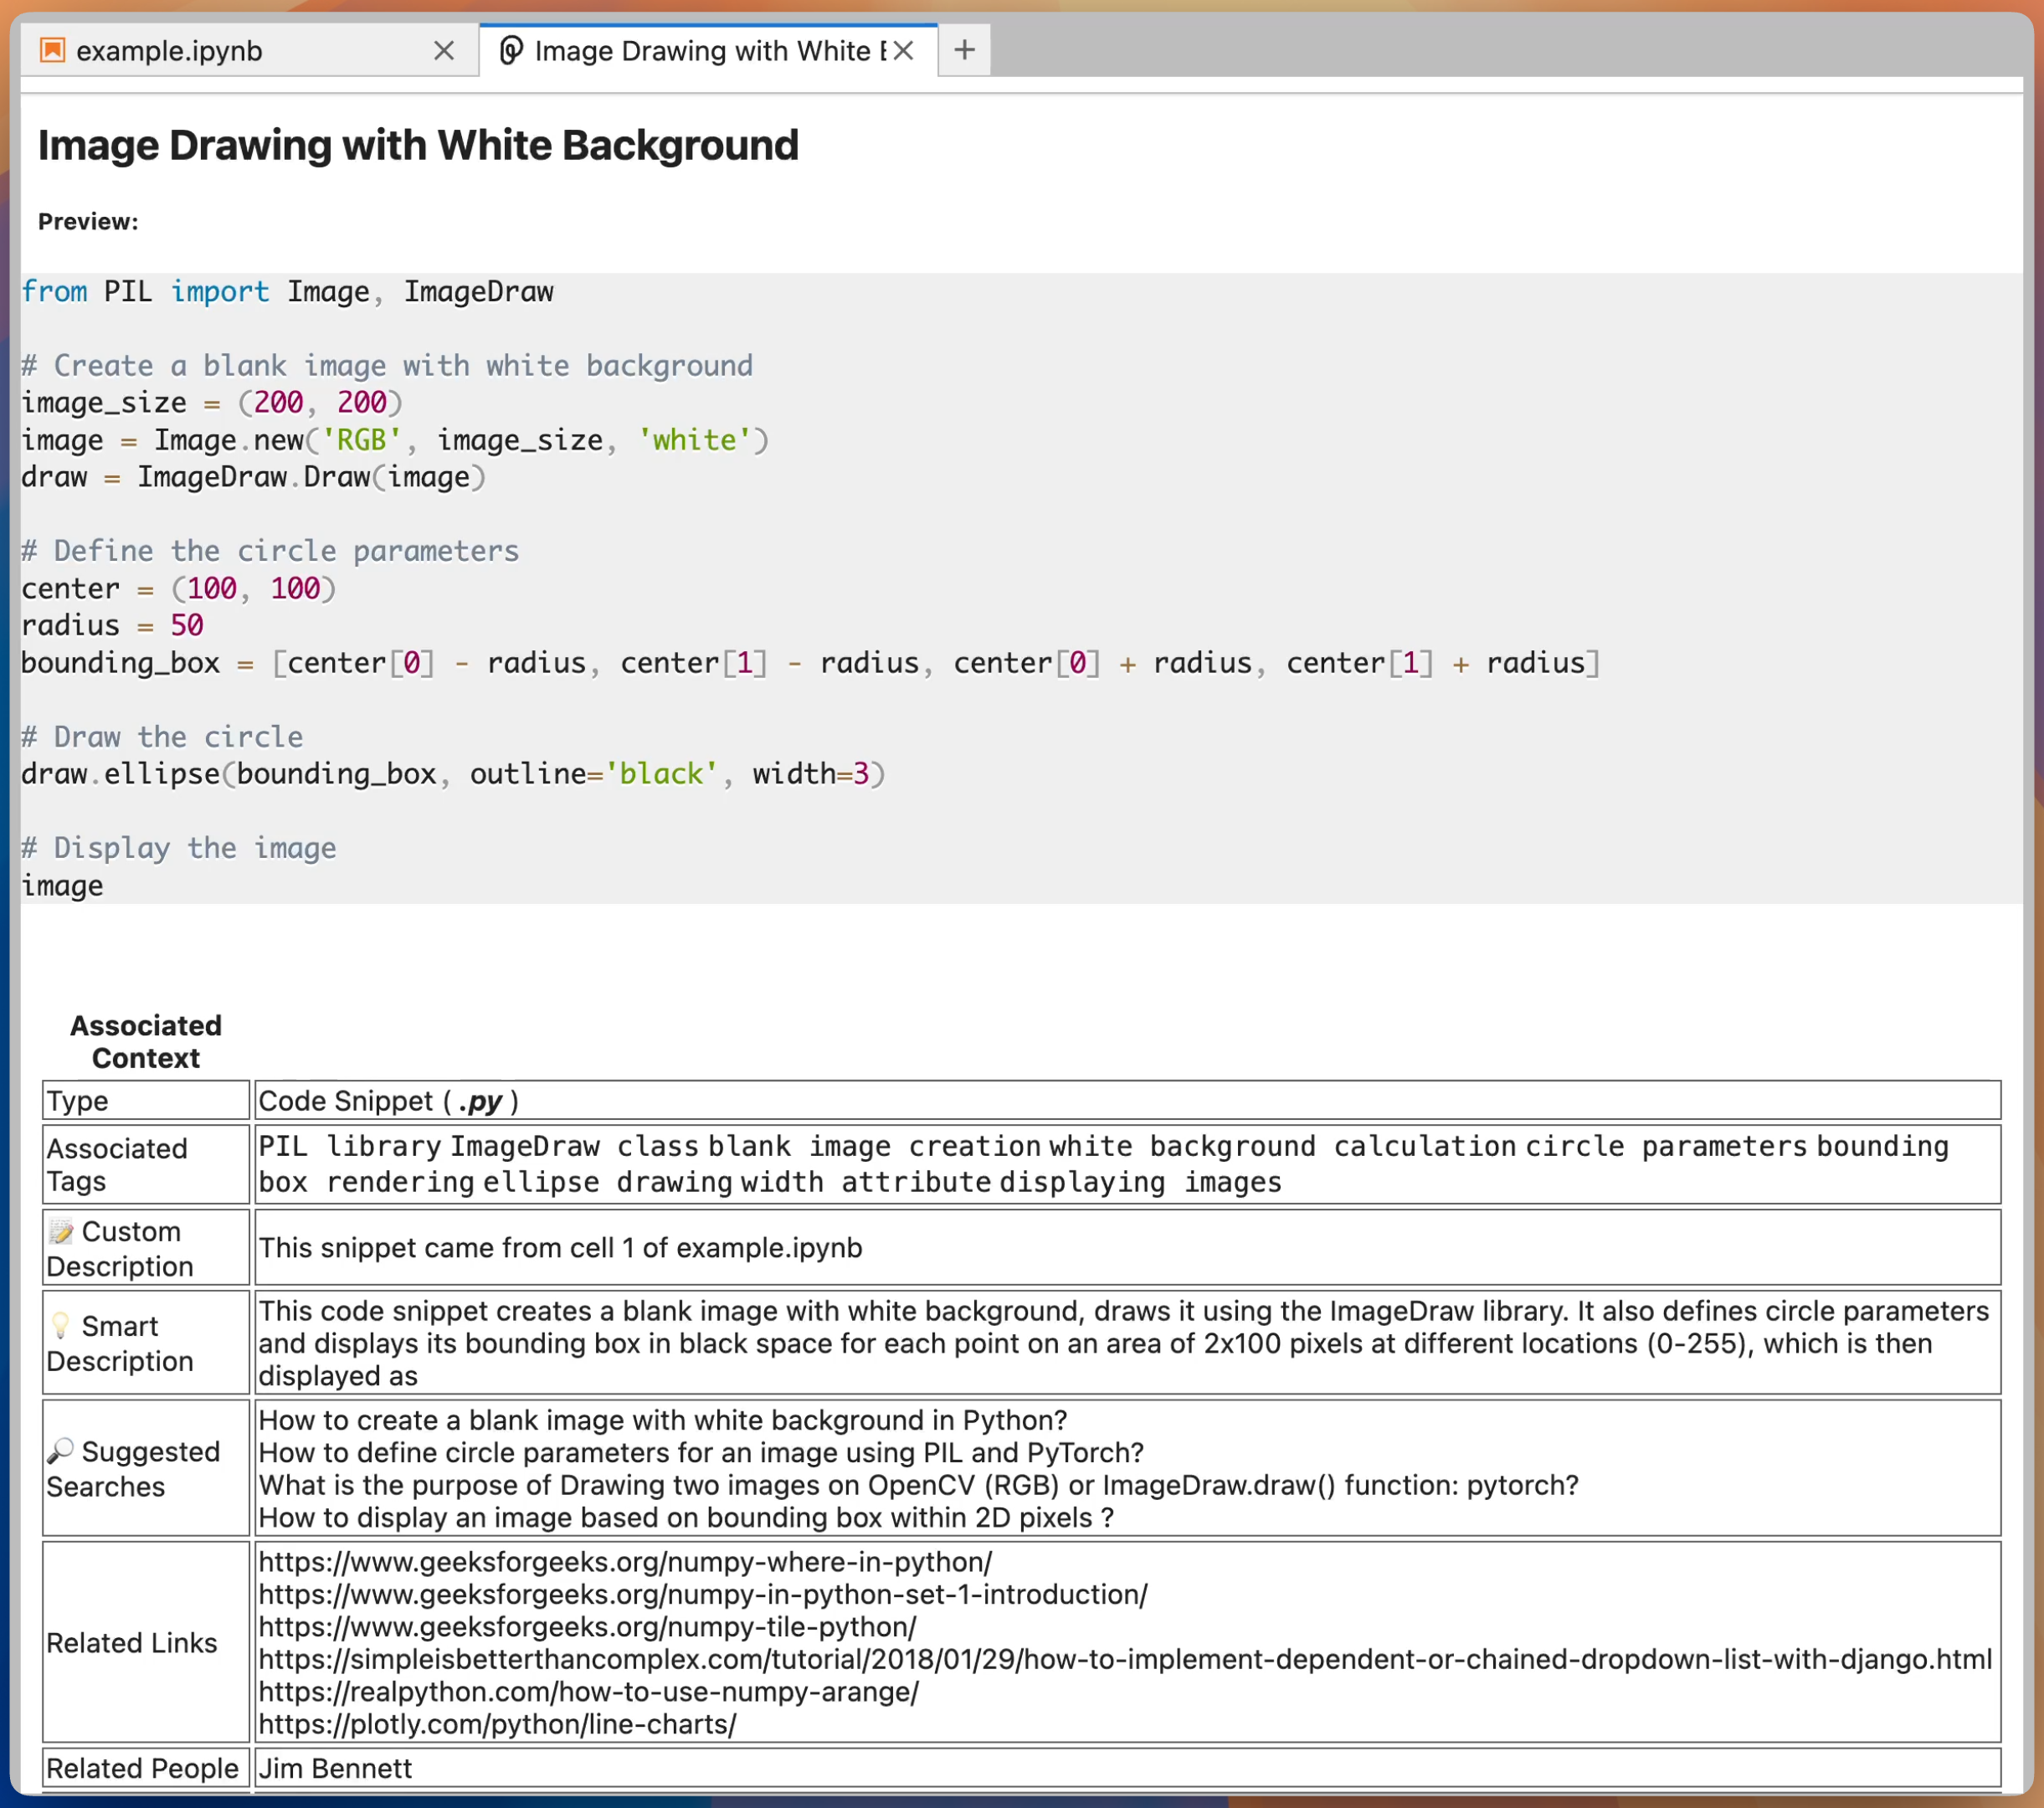 example.ipynb
Image Drawing with White
Image Drawing with White Background
Preview:
from PIL import Image, ImageDraw
# Create a blank image with white background
image_size = (200, 200)
image = Image.new('RGB', image_size, 'white')
draw = ImageDraw.Draw(image)
# Define the circle parameters
center = (100, 100)
radius = 50
bounding_box = [center[0] - radius, center[1] - radius, center[0] + radius, center[1] + radius]
# Draw the circle
draw.ellipse(bounding_box, outline='black', width=3)
# Display the image
image
Associated
Context
Type
Code Snippet ( .py )
Associated
Tags
PIL library ImageDraw class blank image creation white background calculation circle parameters bounding
box rendering ellipse drawing width attribute displaying images
📝 Custom
Description
This snippet came from cell 1 of example.ipynb
💡 Smart
Description
This code snippet creates a blank image with white background, draws it using the ImageDraw library. It also defines circle parameters
and displays its bounding box in black space for each point on an area of 2x100 pixels at different locations (0-255), which is then
displayed as
🔎 Suggested
Searches
How to create a blank image with white background in Python?
How to define circle parameters for an image using PIL and PyTorch?
What is the purpose of Drawing two images on OpenCV (RGB) or ImageDraw.draw() function: pytorch?
How to display an image based on bounding box within 2D pixels ?
Related Links
https://www.geeksforgeeks.org/numpy-where-in-python/
https://www.geeksforgeeks.org/numpy-in-python-set-1-introduction/
https://www.geeksforgeeks.org/numpy-tile-python/
https://simpleisbetterthancomplex.com/tutorial/2018/01/29/how-to-implement-dependent-or-chained-dropdown-list-with-django.html
https://realpython.com/how-to-use-numpy-arange/
https://plotly.com/python/line-charts/
Related People
Jim Bennett